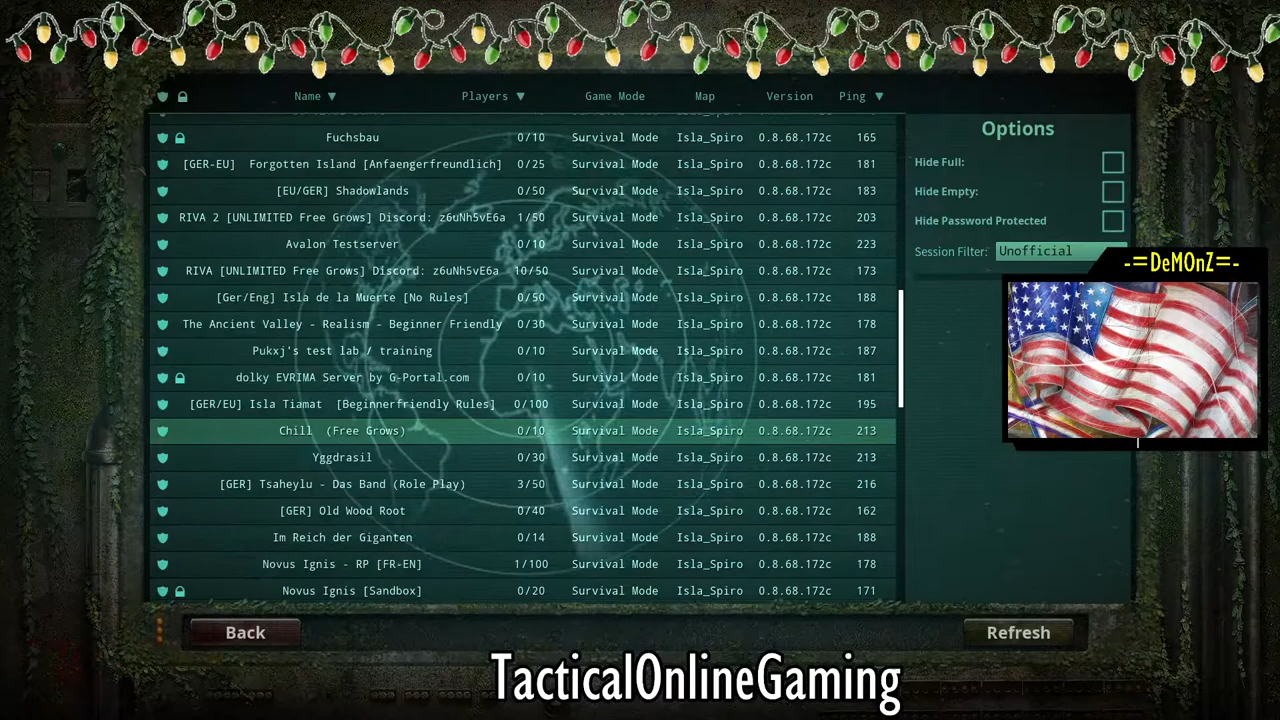 Name ▼ Players ▼ Game Mode Map Version Ping ▼
Fuchsbau 0/10 Survival Mode Isla_Spiro 0.8.68.172c 165
[GER-EU] Forgotten Island [Anfaengerfreundlich] 0/25 Survival Mode Isla_Spiro 0.8.68.172c 181
[EU/GER] Shadowlands 0/50 Survival Mode Isla_Spiro 0.8.68.172c 183
RIVA 2 [UNLIMITED Free Grows] Discord: z6uNh5vE6a 1/50 Survival Mode Isla_Spiro 0.8.68.172c 203
Avalon Testserver 0/10 Survival Mode Isla_Spiro 0.8.68.172c 223
RIVA [UNLIMITED Free Grows] Discord: z6uNh5vE6a 10/50 Survival Mode Isla_Spiro 0.8.68.172c 173
[Ger/Eng] Isla de la Muerte [No Rules] 0/50 Survival Mode Isla_Spiro 0.8.68.172c 188
The Ancient Valley - Realism - Beginner Friendly 0/30 Survival Mode Isla_Spiro 0.8.68.172c 178
Pukxj's test lab / training 0/10 Survival Mode Isla_Spiro 0.8.68.172c 187
dolky EVRIMA Server by G-Portal.com 0/10 Survival Mode Isla_Spiro 0.8.68.172c 181
[GER/EU] Isla Tiamat [Beginnerfriendly Rules] 0/100 Survival Mode Isla_Spiro 0.8.68.172c 195
Chill (Free Grows) 0/10 Survival Mode Isla_Spiro 0.8.68.172c 213
Yggdrasil 0/30 Survival Mode Isla_Spiro 0.8.68.172c 213
[GER] Tsaheylu - Das Band (Role Play) 3/50 Survival Mode Isla_Spiro 0.8.68.172c 216
[GER] Old Wood Root 0/40 Survival Mode Isla_Spiro 0.8.68.172c 162
Im Reich der Giganten 0/14 Survival Mode Isla_Spiro 0.8.68.172c 188
Novus Ignis - RP [FR-EN] 1/100 Survival Mode Isla_Spiro 0.8.68.172c 178
Novus Ignis [Sandbox] 0/20 Survival Mode Isla_Spiro 0.8.68.172c 171
Options
Hide Full:
Hide Empty:
Hide Password Protected
Session Filter: Unofficial
-=DeMOnZ=-
Back
Refresh
TacticalOnlineGaming